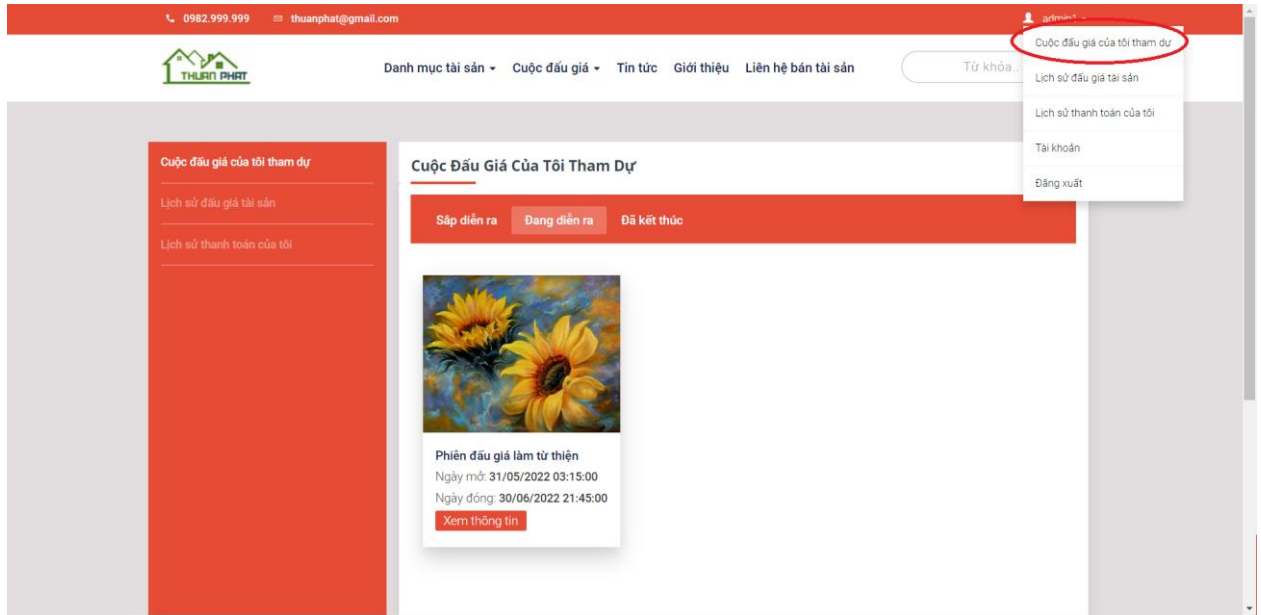 0982.999.999 thuanphat@gmail.com admin1
THUAN PHAT
Danh mục tài sản Cuộc đấu giá Tin tức Giới thiệu Liên hệ bán tài sản Từ khóa..
Cuộc đấu giá của tôi tham dự
Lịch sử đấu giá tài sản
Lịch sử thanh toán của tôi
Tài khoản
Đăng xuất
Cuộc đấu giá của tôi tham dự
Lịch sử đấu giá tài sản
Lịch sử thanh toán của tôi
Cuộc Đấu Giá Của Tôi Tham Dự
Sắp diễn ra Đang diễn ra Đã kết thúc
Phiên đấu giá làm từ thiện
Ngày mở: 31/05/2022 03:15:00
Ngày đóng: 30/06/2022 21:45:00
Xem thông tin